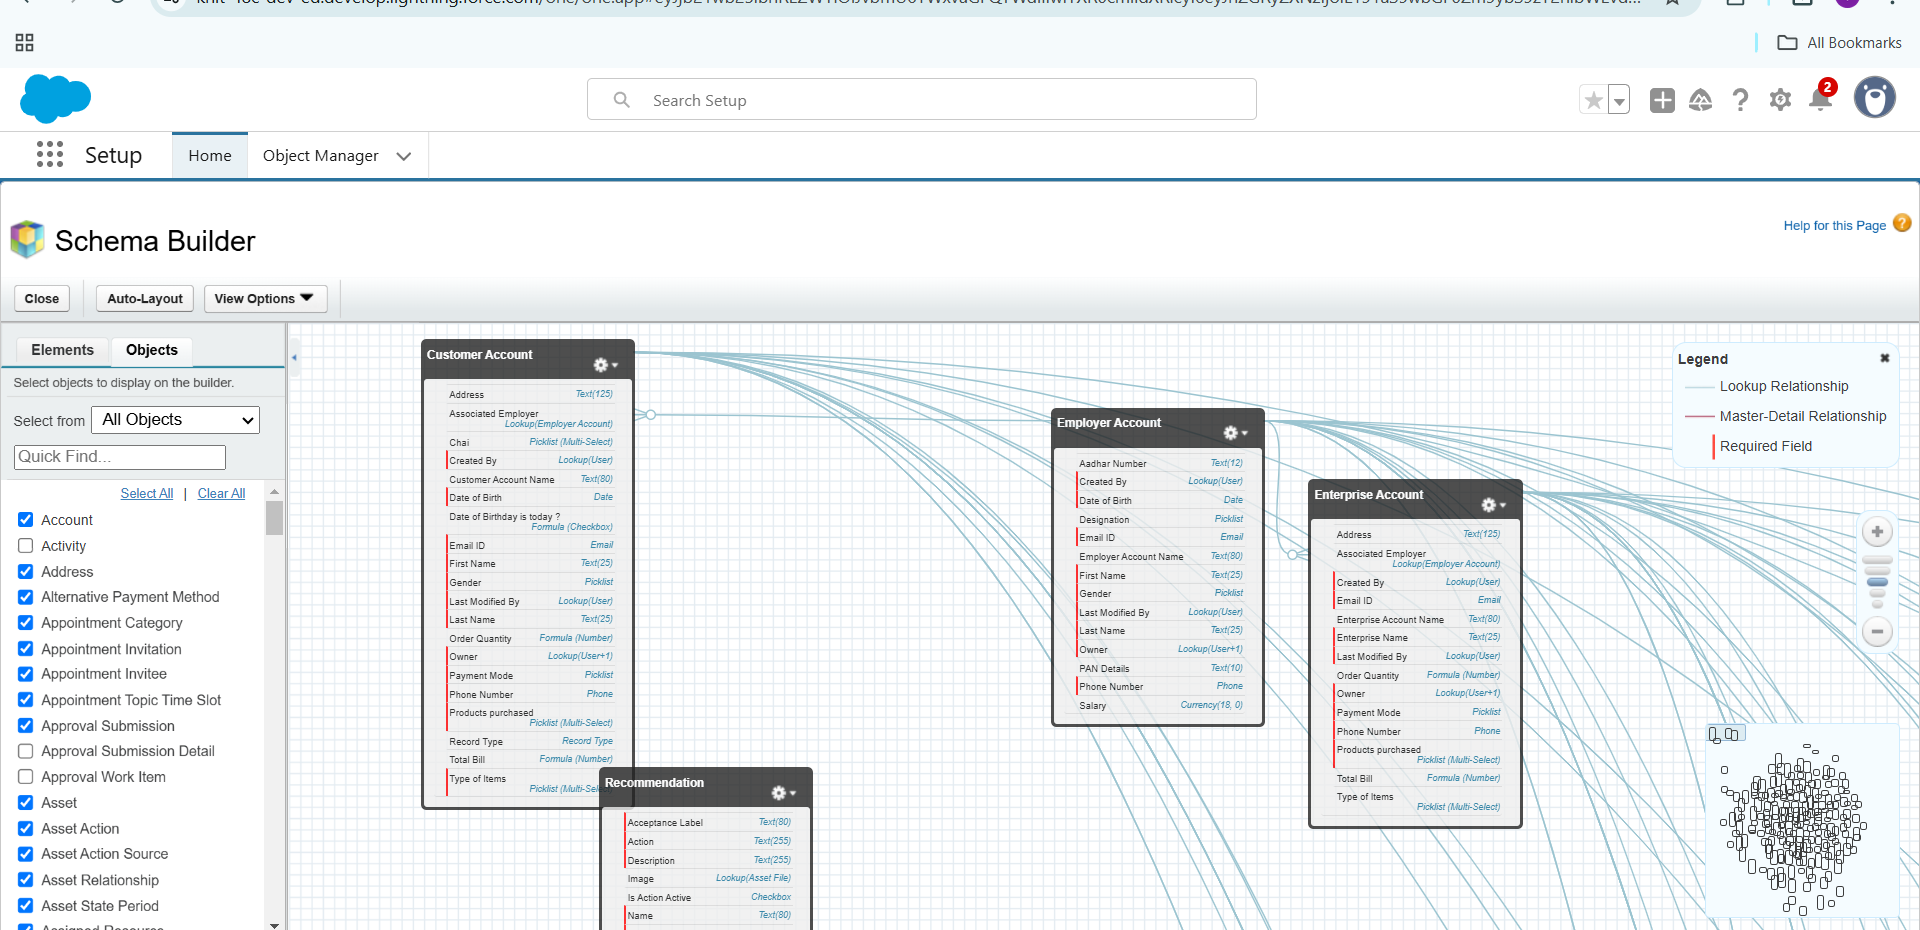 All Bookmarks
Search Setup
2
Setup
Home
Object Manager
Schema Builder
Help for this Page
?
Close
Auto-Layout
View Options
Elements
Objects
Select objects to display on the builder.
Select from
All Objects
Quick Find...
Select All | Clear All
Account
Activity
Address
Alternative Payment Method
Appointment Category
Appointment Invitation
Appointment Invitee
Appointment Topic Time Slot
Approval Submission
Approval Submission Detail
Approval Work Item
Asset
Asset Action
Asset Action Source
Asset Relationship
Asset State Period
Customer Account
Address Text(125)
Associated Employer
Lookup(Employer Account)
Chai Picklist (Multi-Select)
Created By Lookup(User)
Customer Account Name Text(80)
Date of Birth Date
Date of Birthday is today ?
Formula (Checkbox)
Email ID Email
First Name Text(25)
Gender Picklist
Last Modified By Lookup(User)
Last Name Text(25)
Order Quantity Formula (Number)
Owner Lookup(User+1)
Payment Mode Picklist
Phone Number Phone
Products purchased
Picklist (Multi-Select)
Record Type Record Type
Total Bill Formula (Number)
Type of Items
Picklist (Multi-Selec
Recommendation
Acceptance Label Text(80)
Action Text(255)
Description Text(255)
Image Lookup(Asset File)
Is Action Active Checkbox
Name Text(80)
Employer Account
Aadhar Number Text(12)
Created By Lookup(User)
Date of Birth Date
Designation Picklist
Email ID Email
Employer Account Name Text(80)
First Name Text(25)
Gender Picklist
Last Modified By Lookup(User)
Last Name Text(25)
Owner Lookup(User+1)
PAN Details Text(10)
Phone Number Phone
Salary Currency(18, 0)
Enterprise Account
Address Text(125)
Associated Employer
Lookup(Employer Account)
Created By Lookup(User)
Email ID Email
Enterprise Account Name Text(80)
Enterprise Name Text(25)
Last Modified By Lookup(User)
Order Quantity Formula (Number)
Owner Lookup(User+1)
Payment Mode Picklist
Phone Number Phone
Products purchased
Picklist (Multi-Select)
Total Bill Formula (Number)
Type of Items
Picklist (Multi-Select)
Legend
Lookup Relationship
Master-Detail Relationship
Required Field